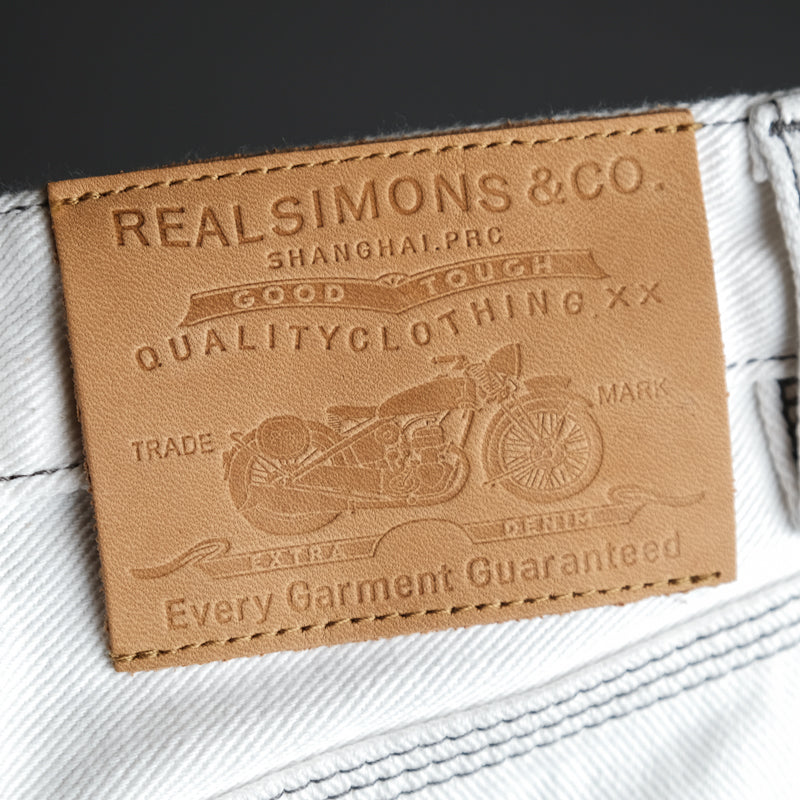 REALSIMONS & CO.
SHANGHAI.PRC
GOOD TOUGH
QUALITYCLOTHING.XX
TRADE MARK
EXTRA DENIM
Every Garment Guaranteed